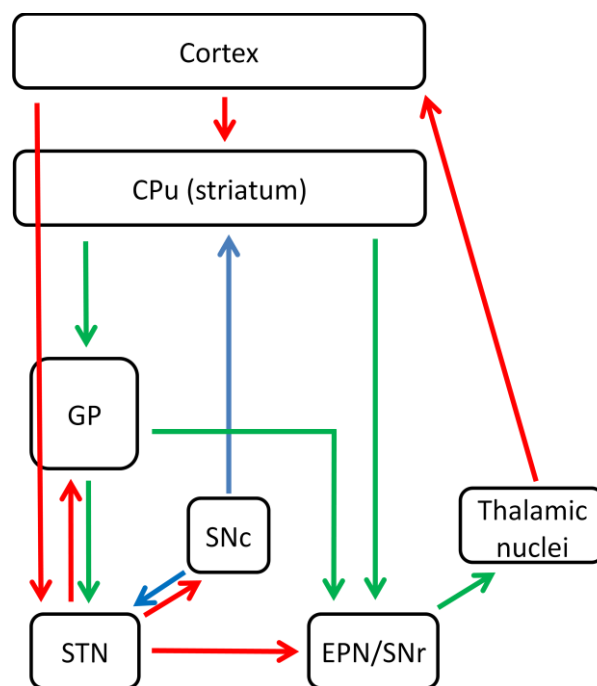 Cortex
CPu (striatum)
GP
SNc
Thalamic
nuclei
STN
EPN/SNr